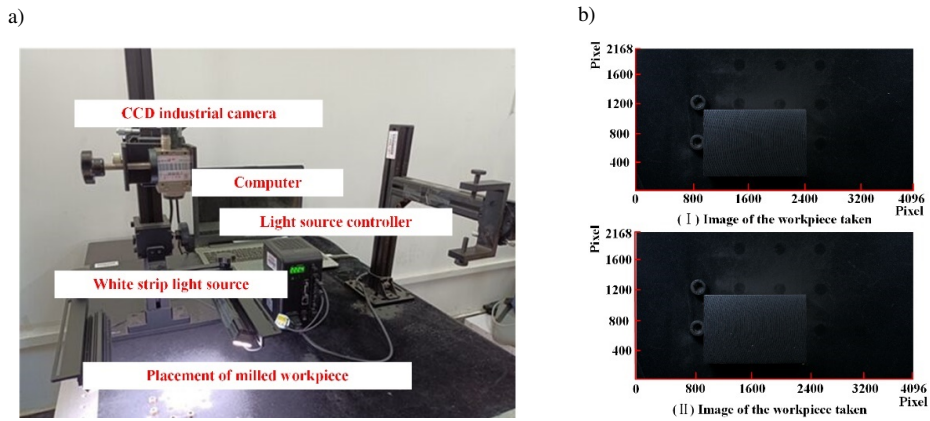 a)
CCD industrial camera
Computer
Light source controller
White strip light source
Placement of milled workpiece
b)
Pixel
2168
1600
1200
800
400
0
0 800 1600 2400 3200 4096
Pixel
(Ⅰ) Image of the workpiece taken
Pixel
2168
1600
1200
800
400
0 800 1600 2400 3200 4096
Pixel
(Ⅱ) Image of the workpiece taken